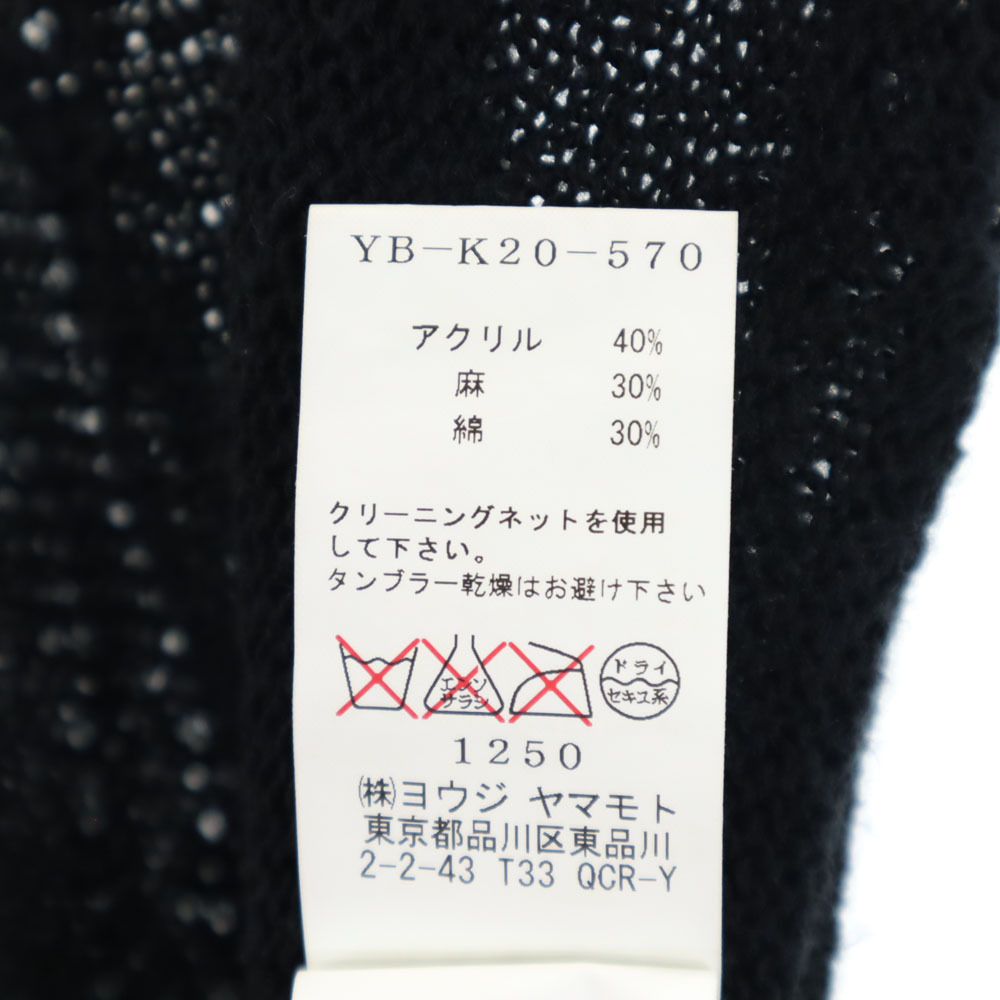 YB-K20-570
アクリル 40%
麻 30%
綿 30%
クリーニングネットを使用
して下さい。
タンブラー乾燥はお避け下さい
エンソ
サラシ
ドライ
セキユ系
1250
㈱ヨウジ ヤマモト
東京都品川区東品川
2-2-43 T33 QCR-Y